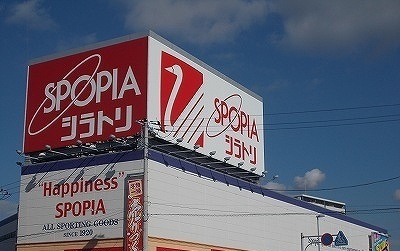 SPOPIA
シラトリ
SPOPIA
シラトリ
"Happiness"
SPOPIA
ALL SPORTING GOODS
SINCE 1920